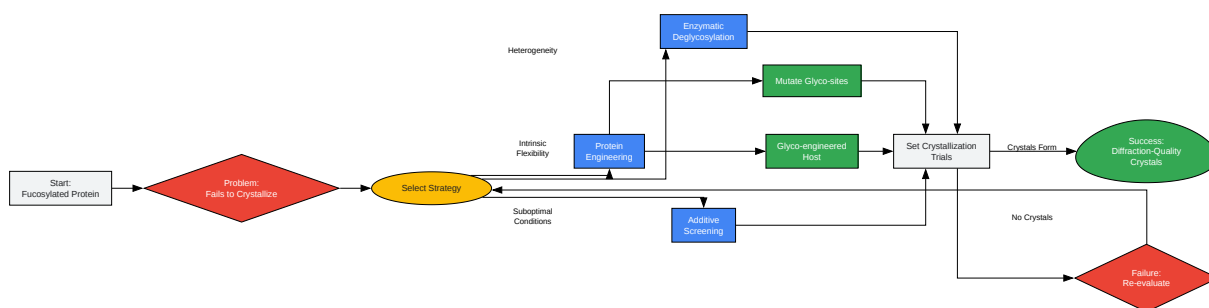 Enzymatic
Deglycosylation
Heterogeneity
Mutate Glyco-sites
Intrinsic
Flexibility
Protein
Engineering
Glyco-engineered
Host
Set Crystallization
Trials
Crystals Form
Success:
Diffraction-Quality
Crystals
Start:
Fucosylated Protein
Problem:
Fails to Crystallize
Select Strategy
Suboptimal
Conditions
Additive
Screening
No Crystals
Failure:
Re-evaluate